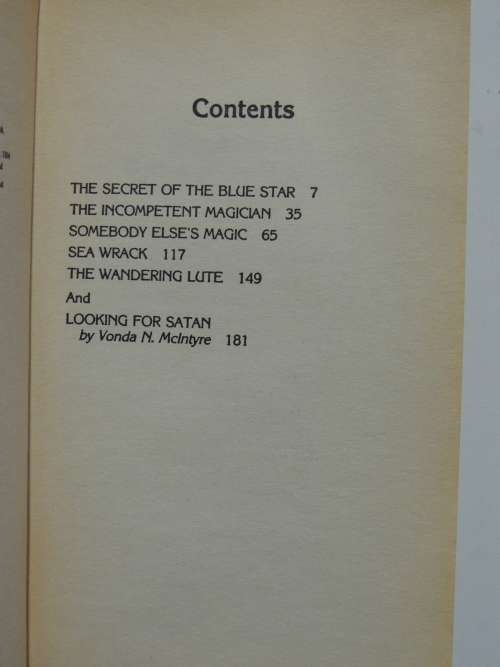 Contents
THE SECRET OF THE BLUE STAR 7
THE INCOMPETENT MAGICIAN 35
SOMEBODY ELSE'S MAGIC 65
SEA WRACK 117
THE WANDERING LUTE 149
And
LOOKING FOR SATAN
by Vonda N. McIntyre 181